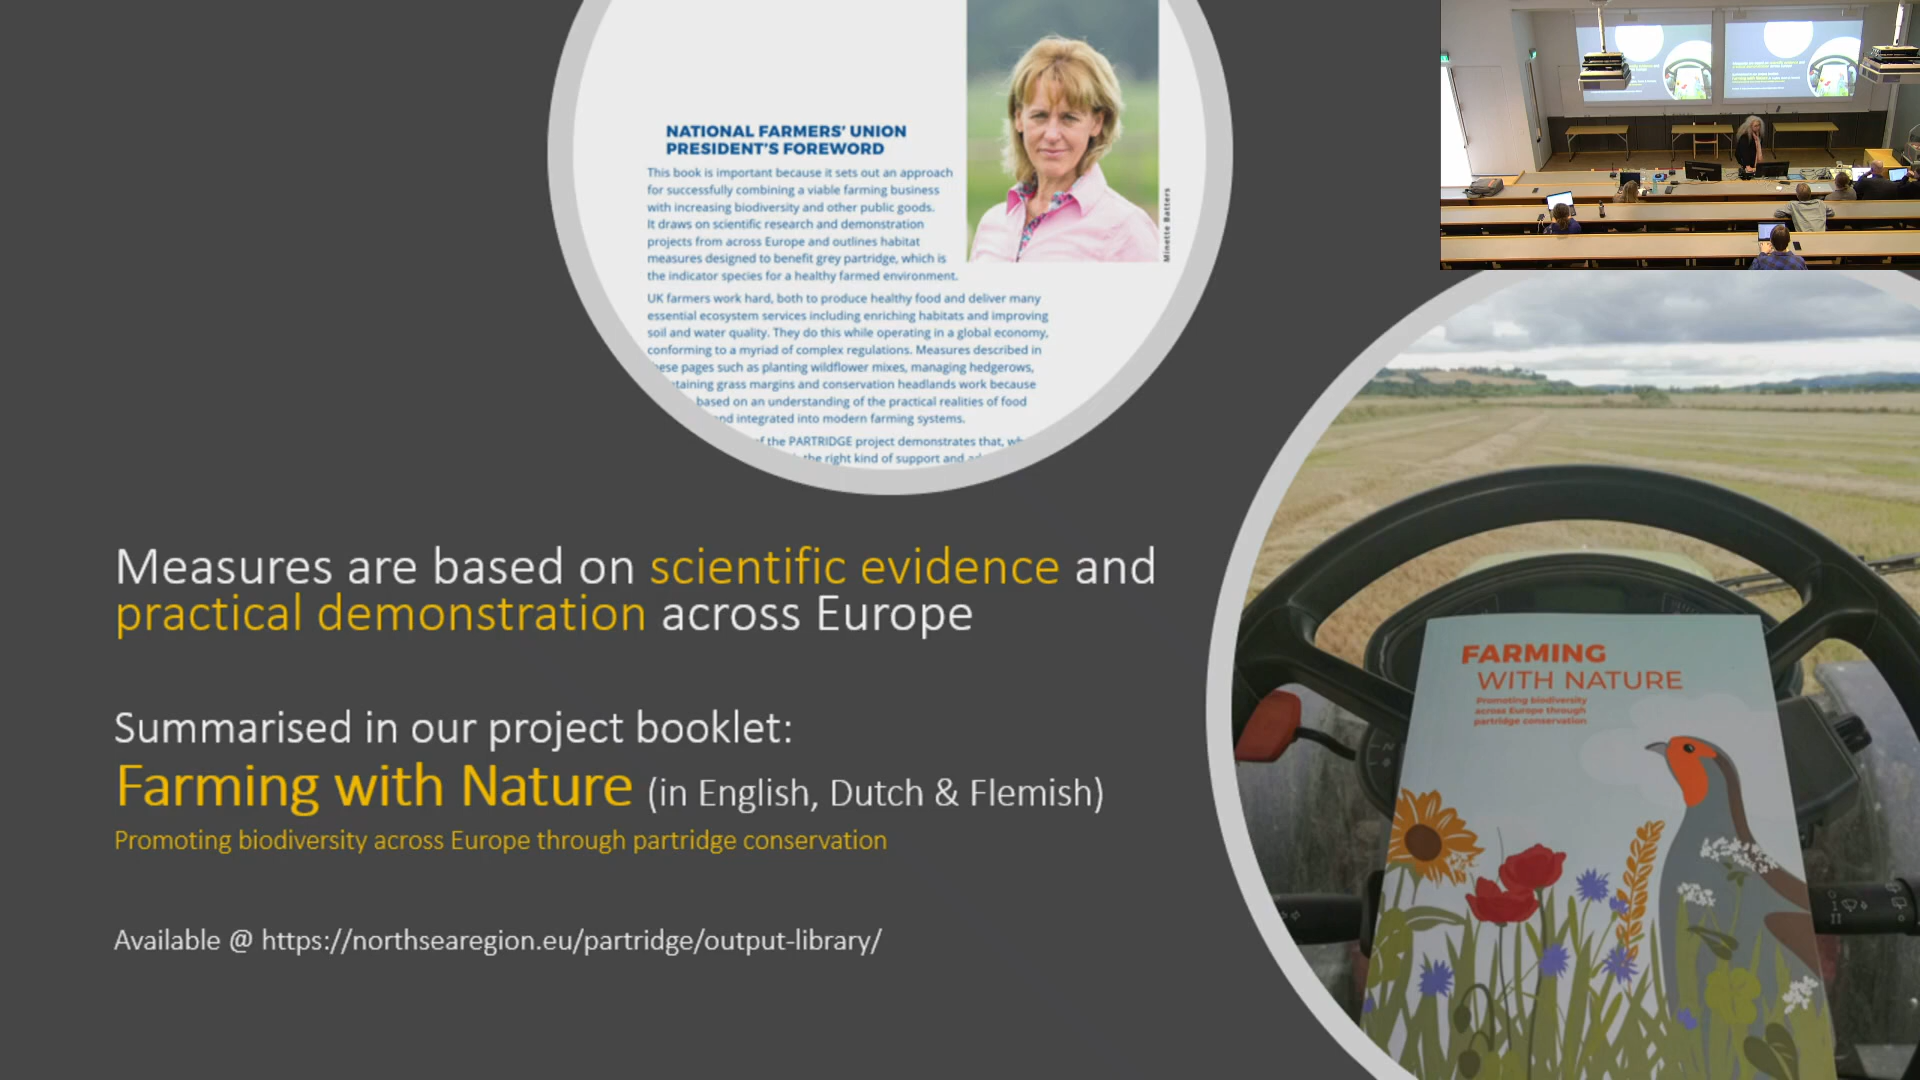 NATIONAL FARMERS' UNION
PRESIDENT'S FOREWORD
This book is important because it sets out an approach
for successfully combining a viable farming business
with increasing biodiversity and other public goods.
It draws on scientific research and demonstration
projects from across Europe and outlines habitat
measures designed to benefit grey partridge, which is
the indicator species for a healthy farmed environment.
Minette Batters
UK farmers work hard, both to produce healthy food and deliver many
essential ecosystem services including enriching habitats and improving
soil and water quality. They do this while operating in a global economy,
conforming to a myriad of complex regulations. Measures described in
pages such as planting wildflower mixes, managing hedgerows,
grass margins and conservation headlands work because
based on an understanding of the practical realities of food
integrated into modern farming systems.
the PARTRIDGE project demonstrates that,
the right kind of support and
Measures are based on scientific evidence and
practical demonstration across Europe
Summarised in our project booklet:
Farming with Nature (in English, Dutch & Flemish)
Promoting biodiversity across Europe through partridge conservation
Available @ https://northsearegion.eu/partridge/output-library/
FARMING
WITH NATURE
Promoting biodiversity
across Europe through
partridge conservation